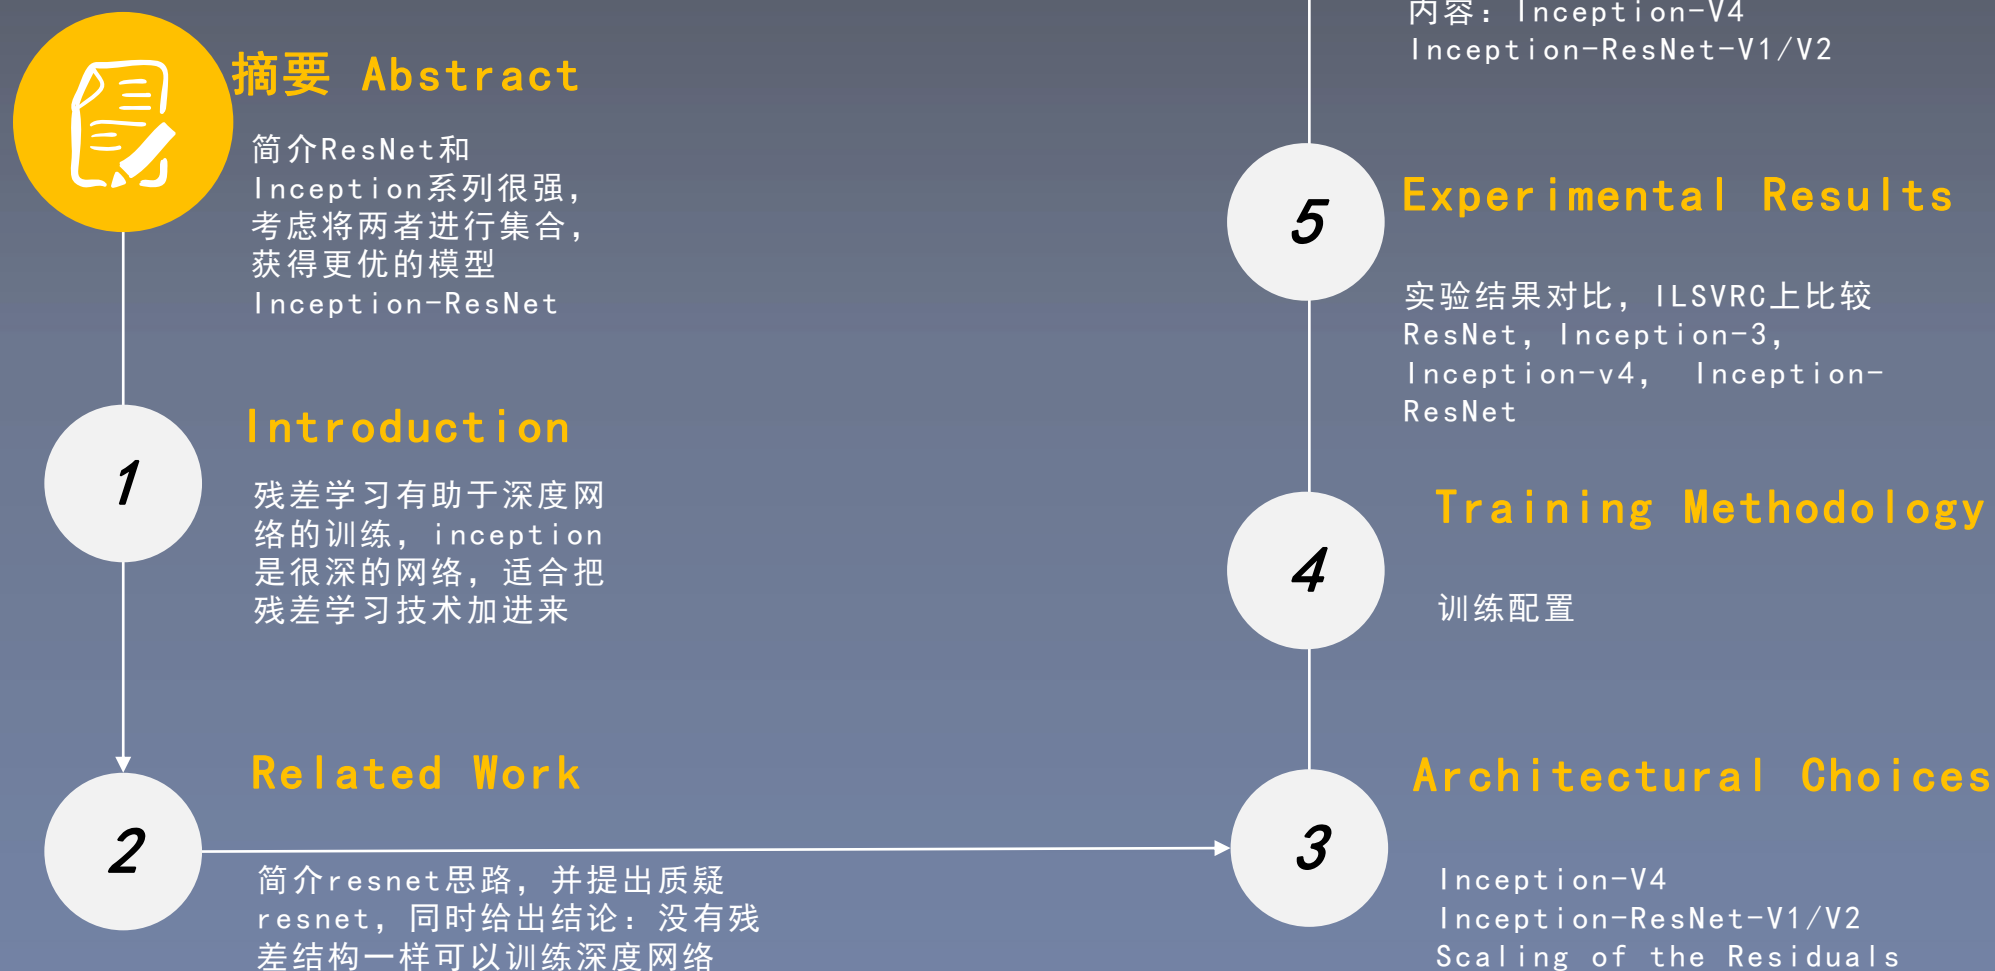 摘要 Abstract
简介ResNet和
Inception系列很强，
考虑将两者进行集合，
获得更优的模型
Inception-ResNet
1
Introduction
残差学习有助于深度网
络的训练，inception
是很深的网络，适合把
残差学习技术加进来
2
Related Work
简介resnet思路，并提出质疑
resnet，同时给出结论：没有残
差结构一样可以训练深度网络
3
Architectural Choices
Inception-V4
Inception-ResNet-V1/V2
Scaling of the Residuals
4
Training Methodology
训练配置
5
Experimental Results
实验结果对比，ILSVRC上比较
ResNet，Inception-3，
Inception-v4， Inception-
ResNet
内容：Inception-V4
Inception-ResNet-V1/V2